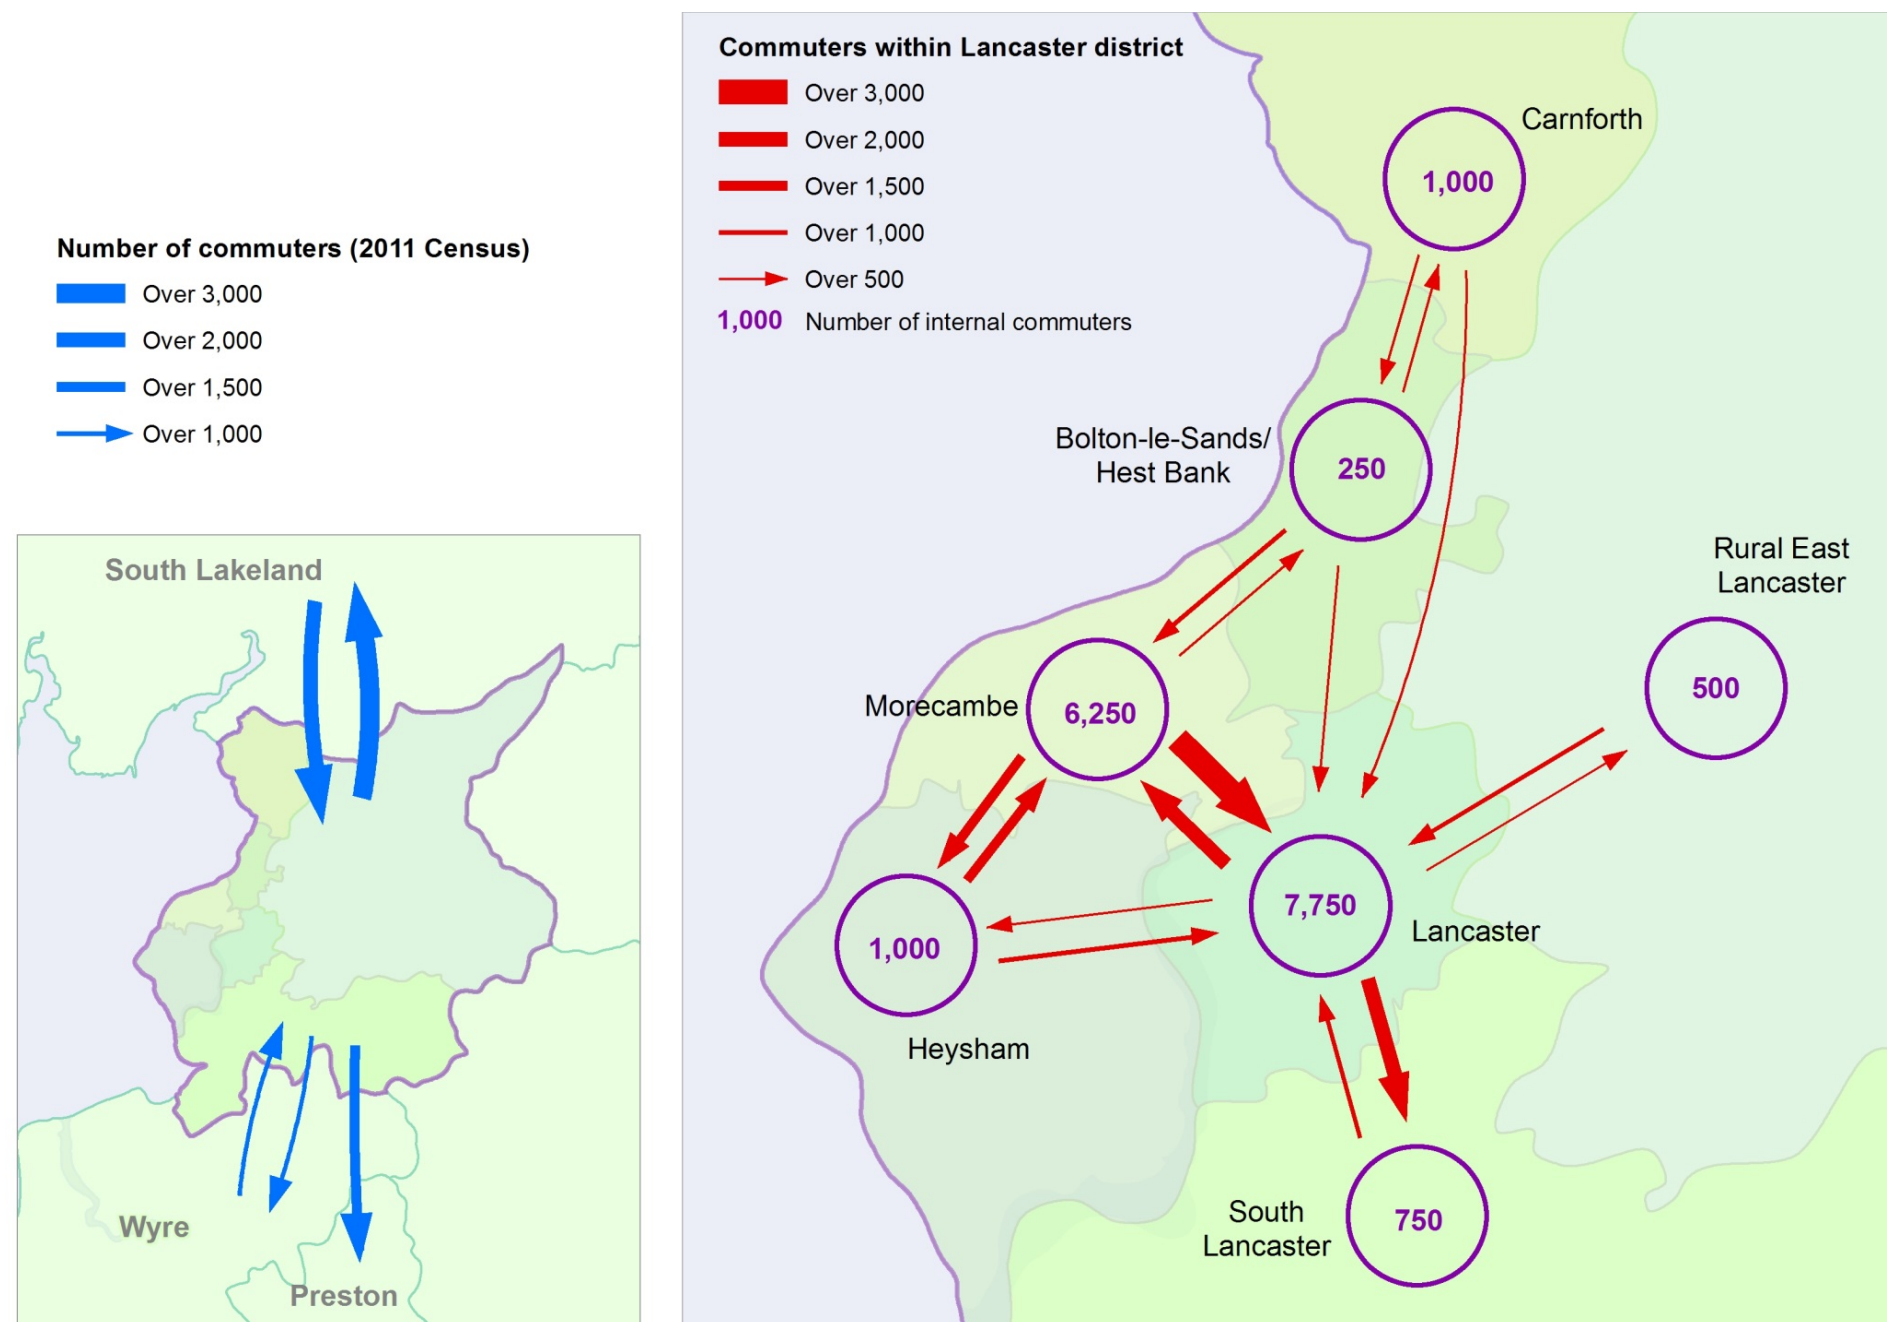 Number of commuters (2011 Census)
Over 3,000
Over 2,000
Over 1,500
Over 1,000
South Lakeland
Wyre
Preston
Commuters within Lancaster district
Over 3,000
Over 2,000
Over 1,500
Over 1,000
Over 500
1,000 Number of internal commuters
Carnforth
1,000
Bolton-le-Sands/
Hest Bank
250
Rural East
Lancaster
500
Morecambe
6,250
7,750
Lancaster
1,000
Heysham
South
Lancaster
750